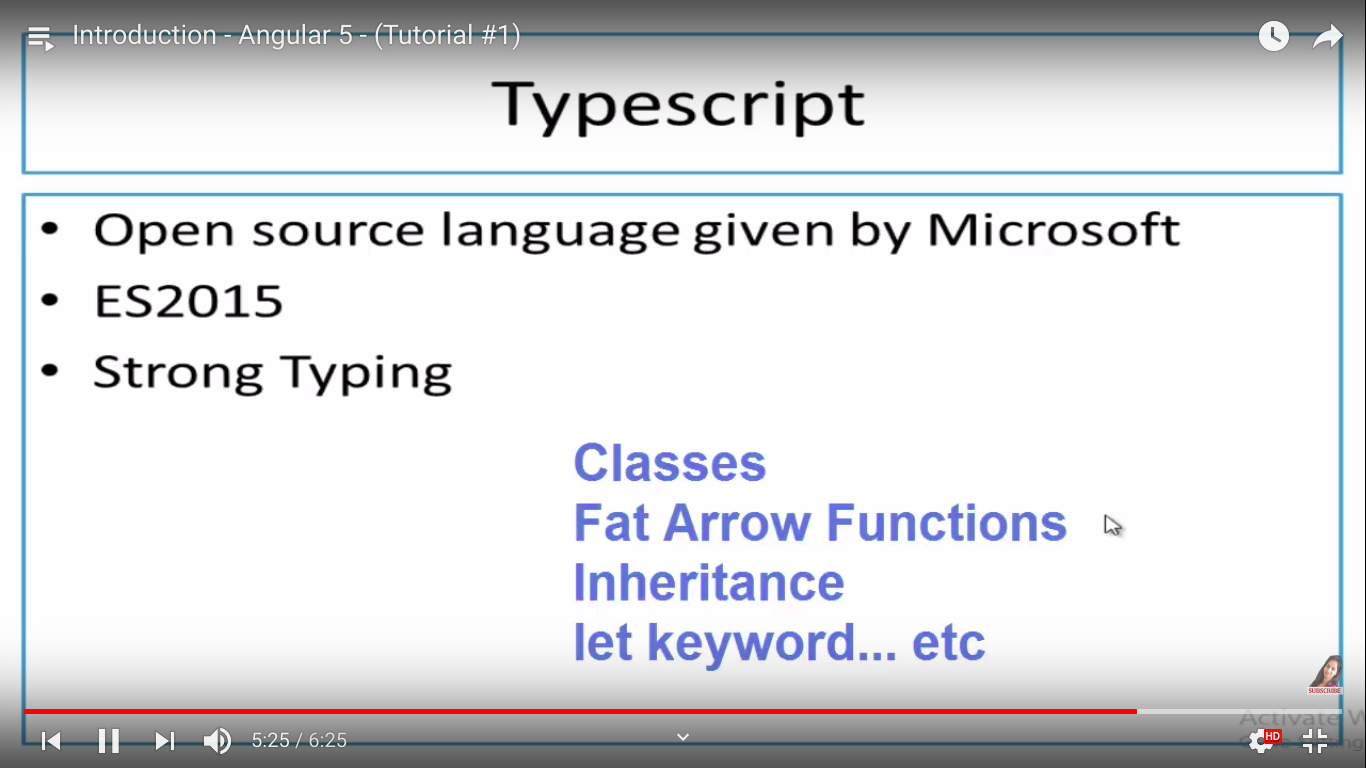 Introduction - Angular 5 - (Tutorial #1)
Typescript
• Open source language given by Microsoft
• ES2015
• Strong Typing
Classes
Fat Arrow Functions
Inheritance
let keyword... etc
SUBSCRIBE
Activate W
5:25 / 6:25
HD